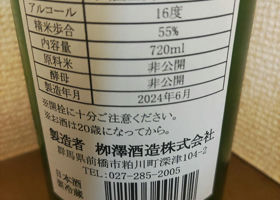 アルコール 16度
精米歩合 55%
内容量 720ml
原料米 非公開
酵母 非公開
製造年月 2024年6月
※開栓に十分ご注意ください。
※お酒は20歳になってから。
製造者 栁澤酒造株式会社
群馬県前橋市粕川町深津104-2
TEL:027-285-2005
日本酒
要冷蔵